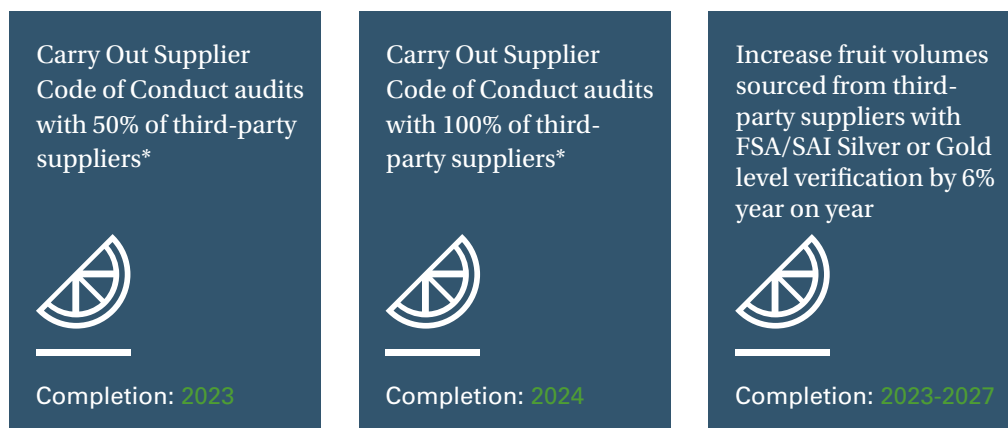 Carry Out Supplier
Code of Conduct audits
with 50% of third-party
suppliers*
Completion: 2023
Carry Out Supplier
Code of Conduct audits
with 100% of third-
party suppliers*
Completion: 2024
Increase fruit volumes
sourced from third-
party suppliers with
FSA/SAI Silver or Gold
level verification by 6%
year on year
Completion: 2023-2027